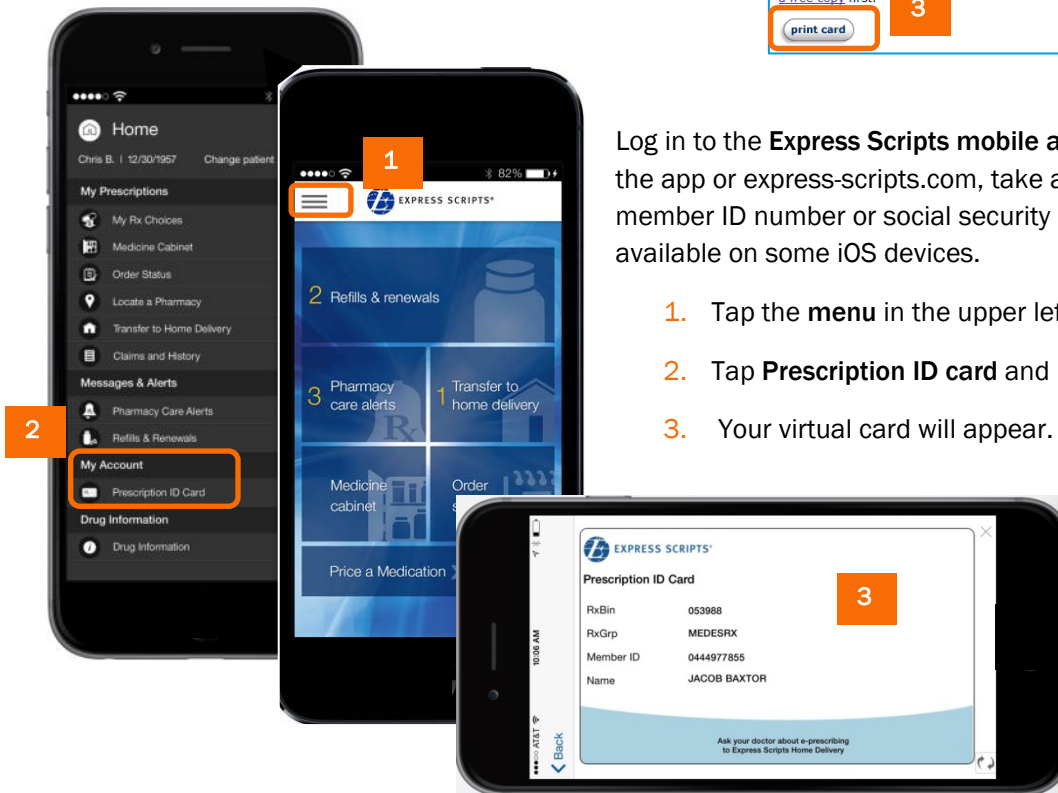 a free copy first.
3
print card
Home
Chris B. | 12/30/1957 Change patient
My Prescriptions
My Rx Choices
Medicine Cabinet
Order Status
Locate a Pharmacy
Transfer to Home Delivery
Claims and History
Messages & Alerts
Pharmacy Care Alerts
Refills & Renewals
2
My Account
Prescription ID Card
Drug Information
Drug Information
1
82%
EXPRESS SCRIPTS®
2 Refills & renewals
3 Pharmacy
care alerts
Rx
1 Transfer to
home delivery
Medicine
cabinet
Order
s
Price a Medication
Log in to the Express Scripts mobile a
the app or express-scripts.com, take a
member ID number or social security
available on some iOS devices.
1. Tap the menu in the upper lef
2. Tap Prescription ID card and
3. Your virtual card will appear.
AT&T
10:06 AM
Back
EXPRESS SCRIPTS®
Prescription ID Card
3
RxBin 053988
RxGrp MEDESRX
Member ID 0444977855
Name JACOB BAXTOR
Ask your doctor about e-prescribing
to Express Scripts Home Delivery